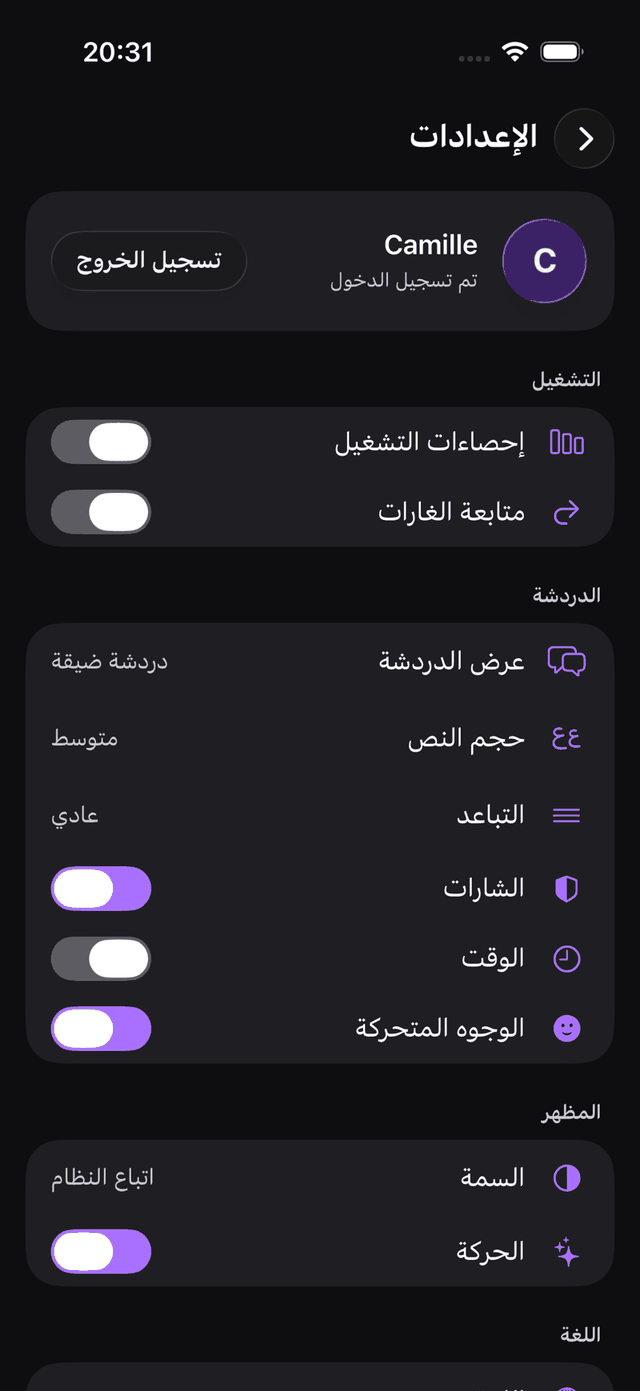 20:31
الإعدادات
C
Camille
تم تسجيل الدخول
تسجيل الخروج
التشغيل
إحصاءات التشغيل
متابعة الغارات
الدردشة
عرض الدردشة
دردشة ضيقة
عع
حجم النص
متوسط
التباعد
عادي
الشارات
الوقت
الوجوه المتحركة
المظهر
السمة
اتباع النظام
الحركة
اللغة